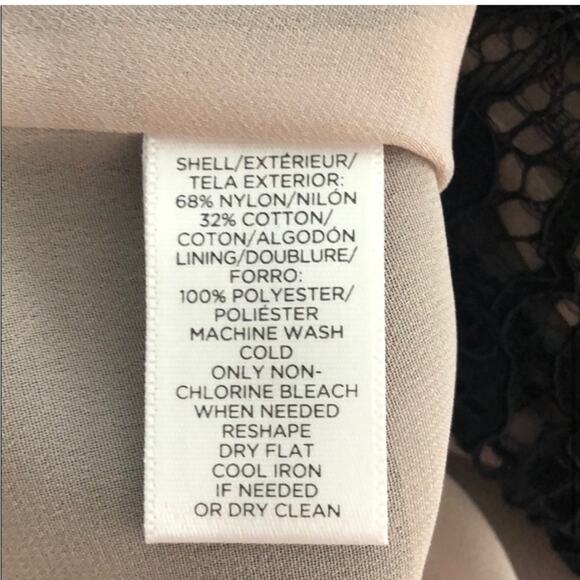 SHELL/EXTÉRIEUR/
TELA EXTERIOR:
68% NYLON/NILÓN
32% COTTON/
COTON/ALGODÓN
LINING/DOUBLURE/
FORRO:
100% POLYESTER/
POLIÉSTER
MACHINE WASH
COLD
ONLY NON-
CHLORINE BLEACH
WHEN NEEDED
RESHAPE
DRY FLAT
COOL IRON
IF NEEDED
OR DRY CLEAN